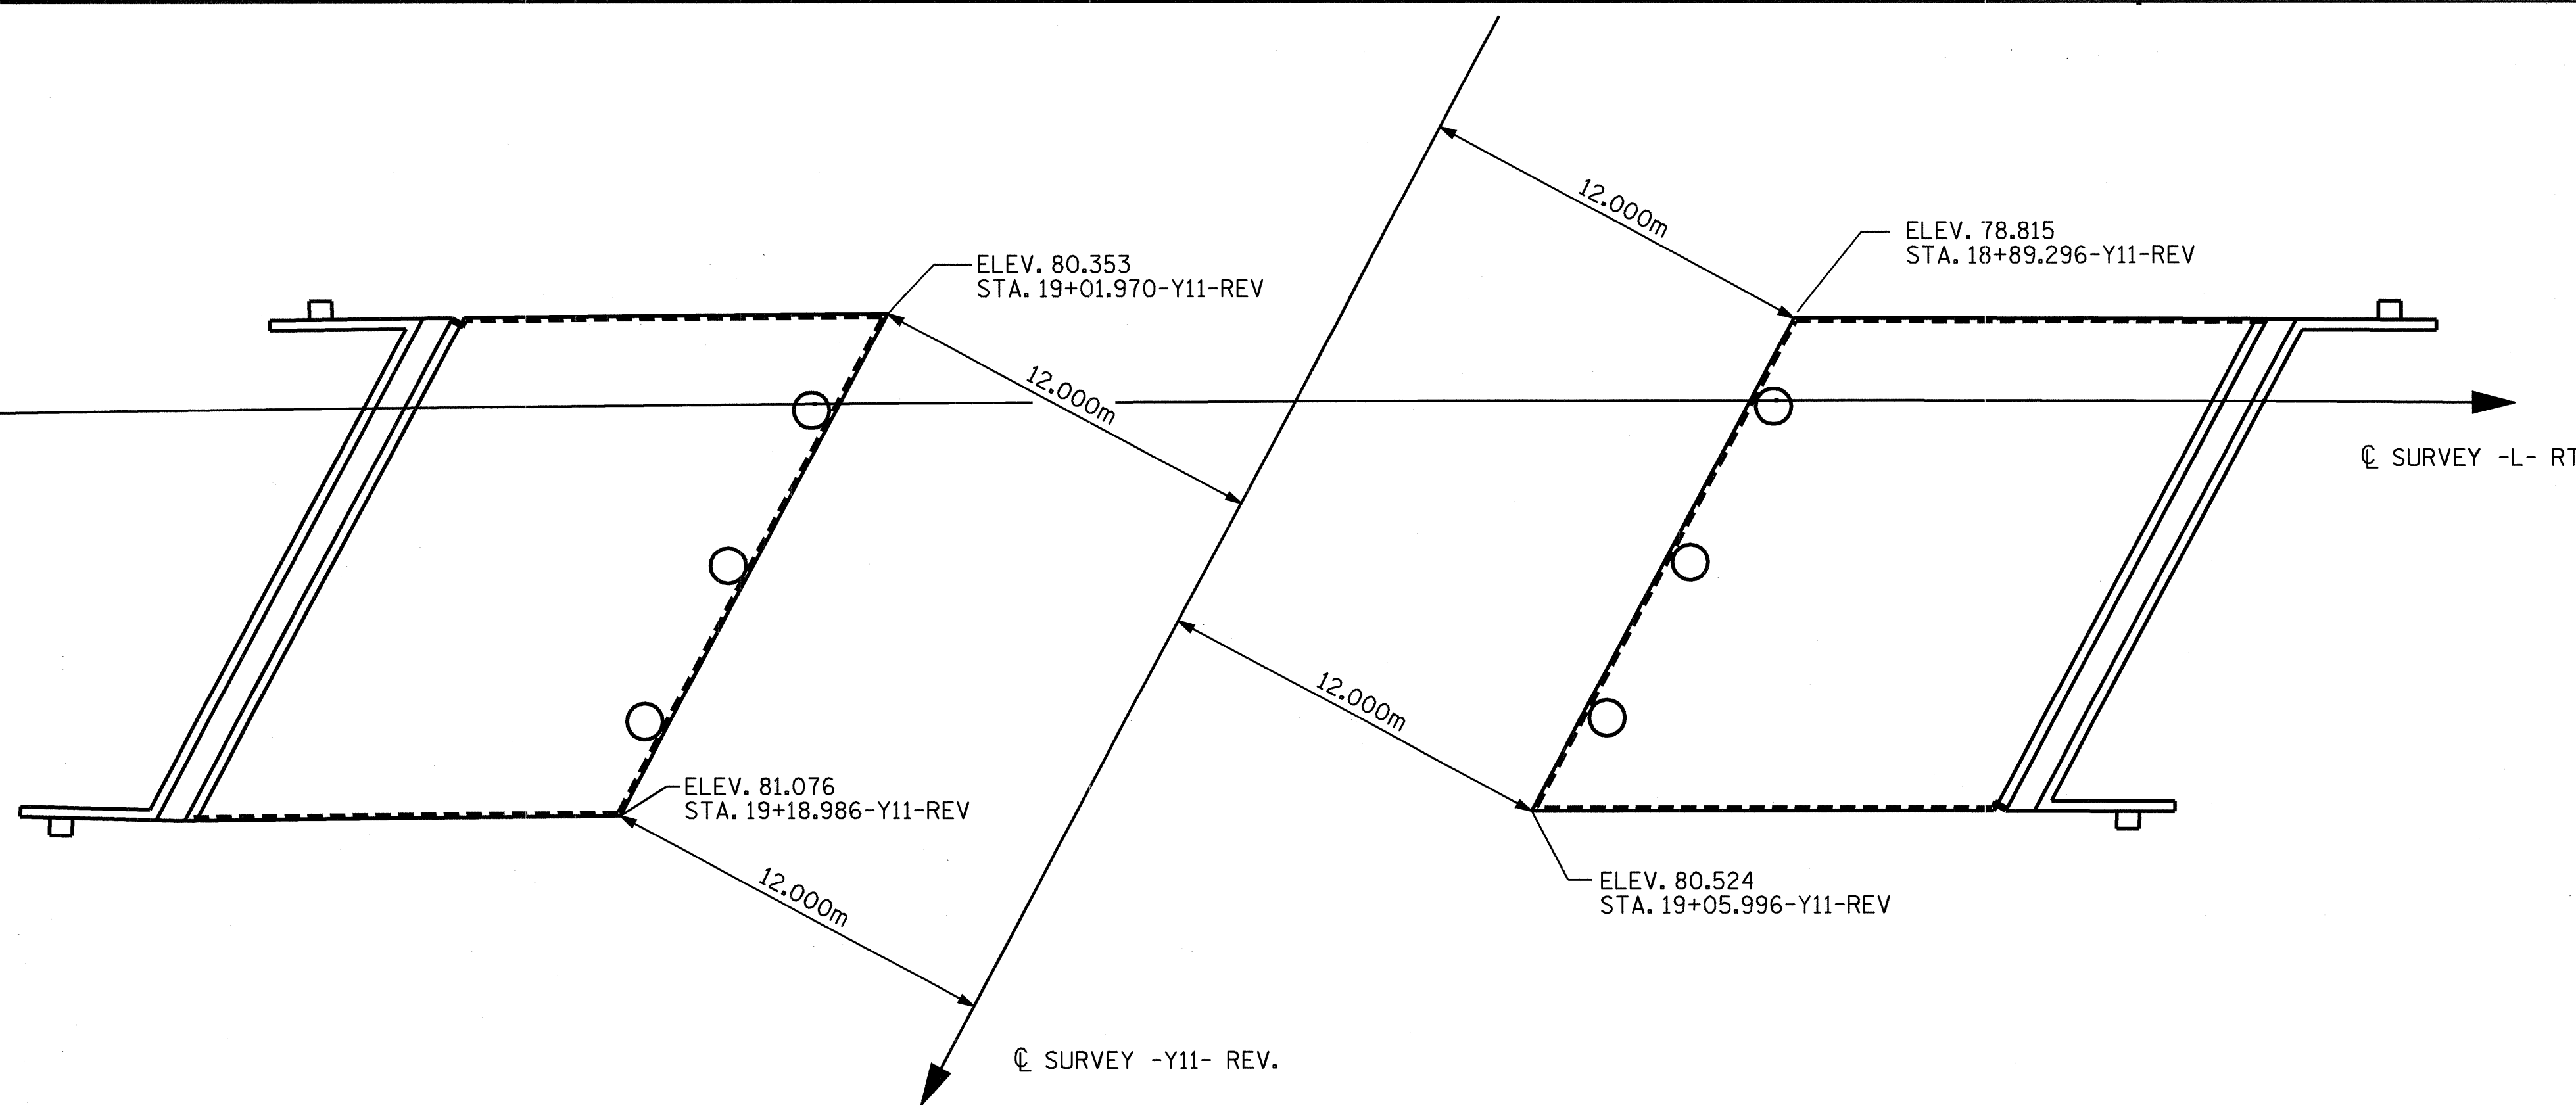 12.000m
ELEV. 78.815
STA. 18+89.296-Y11-REV
ELEV. 80.353
STA. 19+01.970-Y11-REV
12.000m
℄ SURVEY -L- RT
12.000m
ELEV. 81.076
STA. 19+18.986-Y11-REV
ELEV. 80.524
STA. 19+05.996-Y11-REV
12.000m
℄ SURVEY -Y11- REV.